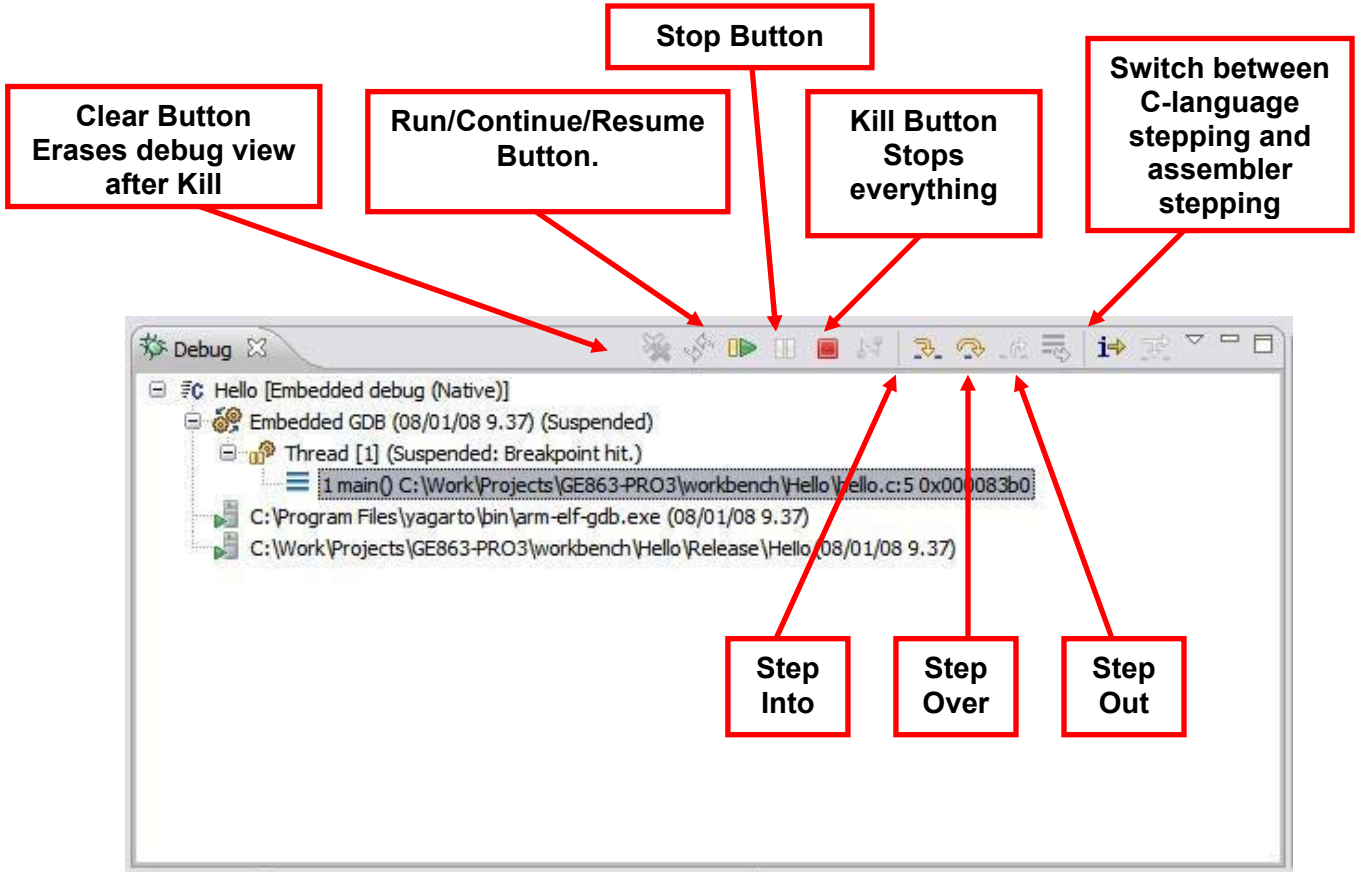 Stop Button
Clear Button
Erases debug view
after Kill
Run/Continue/Resume
Button.
Kill Button
Stops
everything
Switch between
C-language
stepping and
assembler
stepping
Debug
Hello [Embedded debug (Native)]
Embedded GDB (08/01/08 9.37) (Suspended)
Thread [1] (Suspended: Breakpoint hit.)
1 main() C:\Work\Projects\GE863-PRO3\workbench\Hello\hello.c:5 0x000083b0
C:\Program Files\yagarto\bin\arm-elf-gdb.exe (08/01/08 9.37)
C:\Work\Projects\GE863-PRO3\workbench\Hello\Release\Hello (08/01/08 9.37)
Step
Into
Step
Over
Step
Out